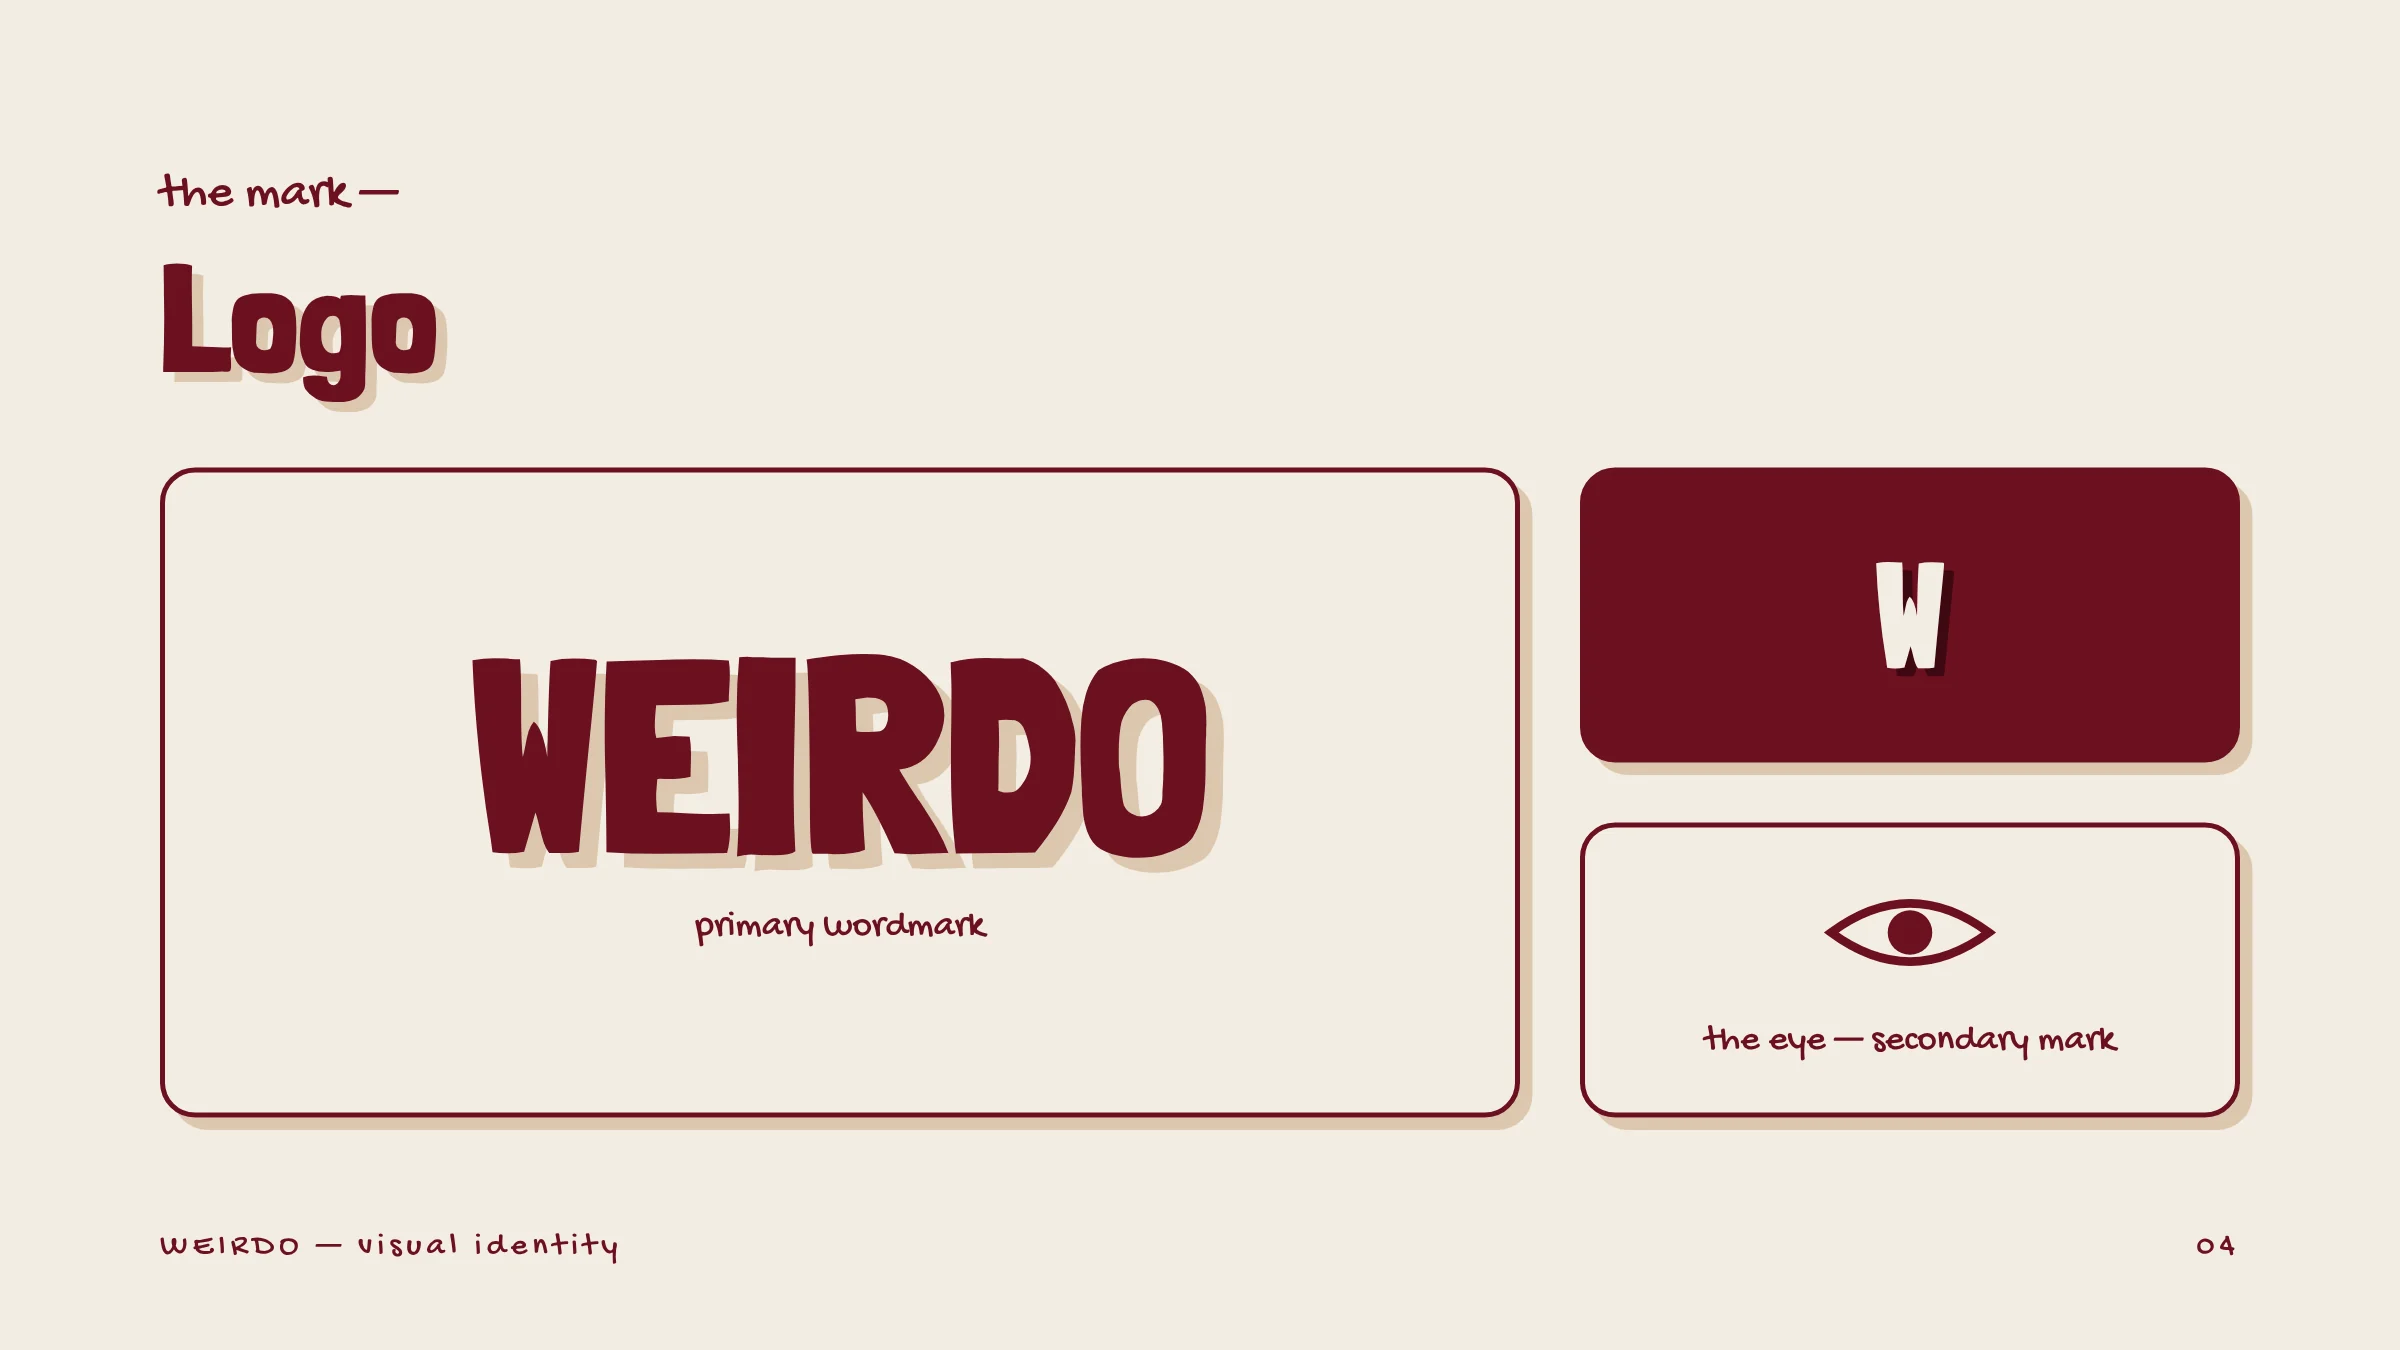 the mark —
Logo
WEIRDO
primary wordmark
W
the eye — secondary mark
WEIRDO — visual identity
04